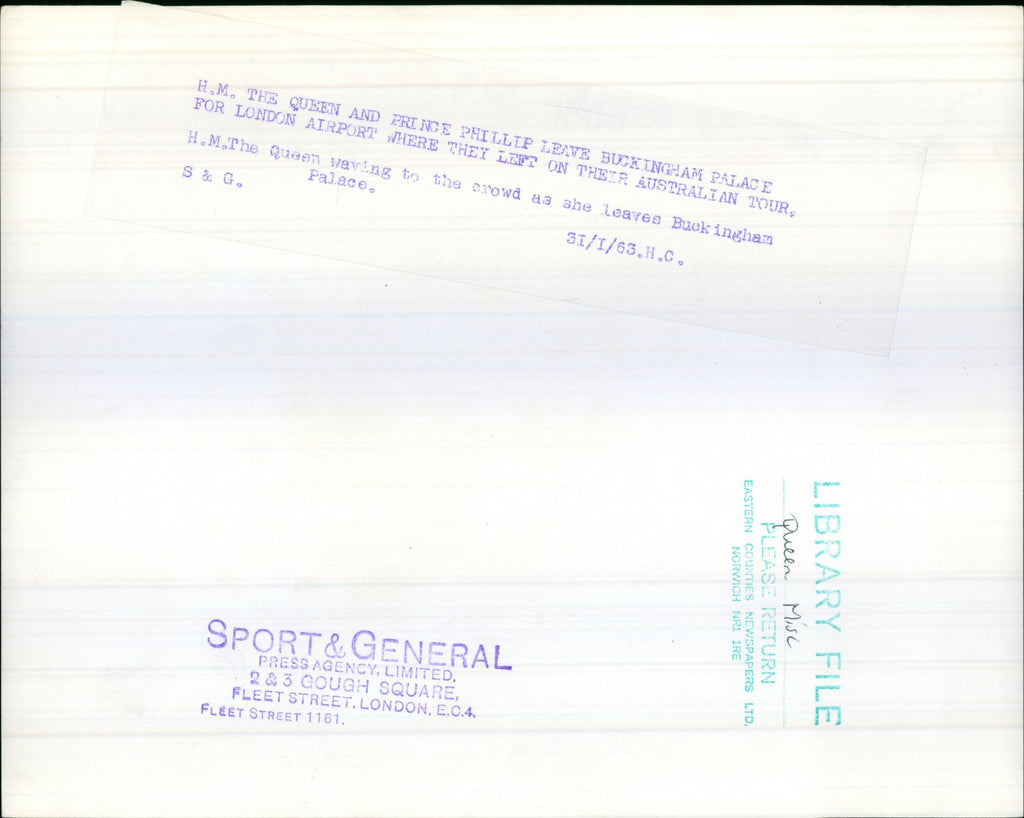 H.M. THE QUEEN AND PRINCE PHILLIP LEAVE BUCKINGHAM PALACE
FOR LONDON AIRPORT WHERE THEY LEFT ON THEIR AUSTRALIAN TOUR.
H.M.The Queen waving to the crowd as she leaves Buckingham
Palace.
S & G.
31/1/63.H.C.
LIBRARY FILE
Queen Misc
PLEASE RETURN
EASTERN COUNTIES NEWSPAPERS LTD.
NORWICH NR1 1RE
SPORT & GENERAL
PRESS AGENCY, LIMITED.
2 & 3 GOUGH SQUARE,
FLEET STREET, LONDON, E.C.4.
FLEET STREET 1161.